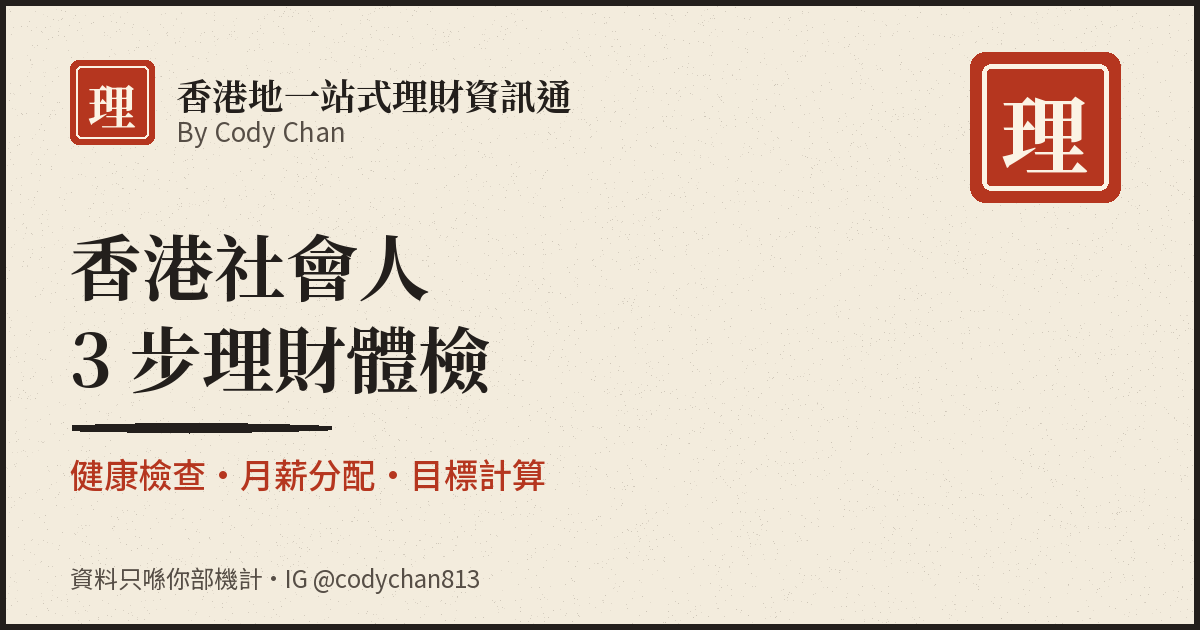 理
香港地一站式理財資訊通
By Cody Chan
理
香港社會人
3 步理財體檢
健康檢查・月薪分配・目標計算
資料只喺你部機計・IG @codychan813